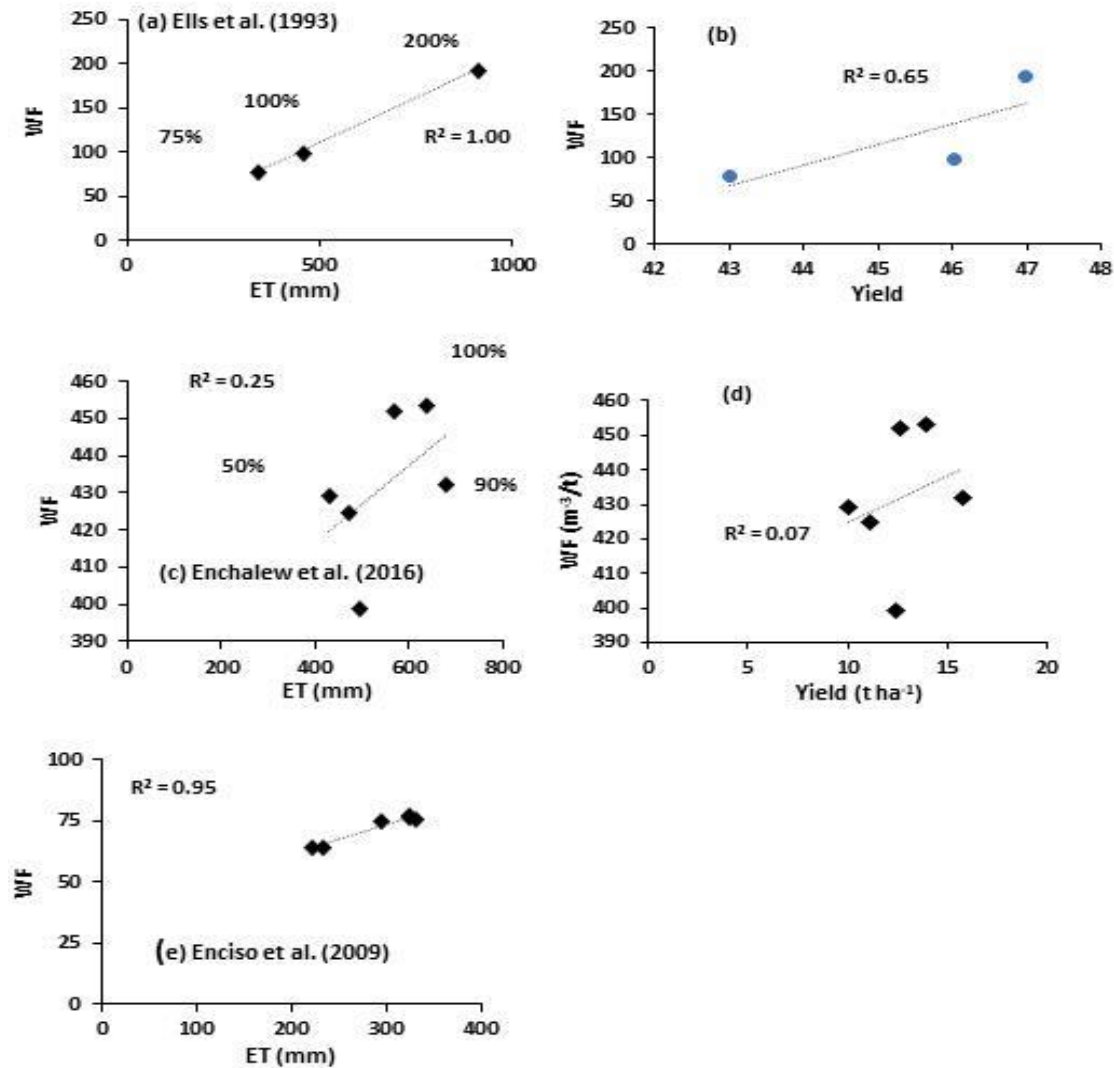 (a) Ells et al. (1993)
250
200
150
100
50
0
WF
200%
100%
75%
R² = 1.00
0 500 1000
ET (mm)
(b)
250
200
150
100
50
0
WF
R² = 0.65
42 43 44 45 46 47 48
Yield
100%
460
450
440
430
420
410
400
390
WF
R² = 0.25
50%
90%
(c) Enchalew et al. (2016)
0 200 400 600 800
ET (mm)
(d)
460
450
440
430
420
410
400
390
WF (m⁻³/t)
R² = 0.07
0 5 10 15 20
Yield (t ha⁻¹)
100
75
50
25
0
WF
R² = 0.95
(e) Enciso et al. (2009)
0 100 200 300 400
ET (mm)